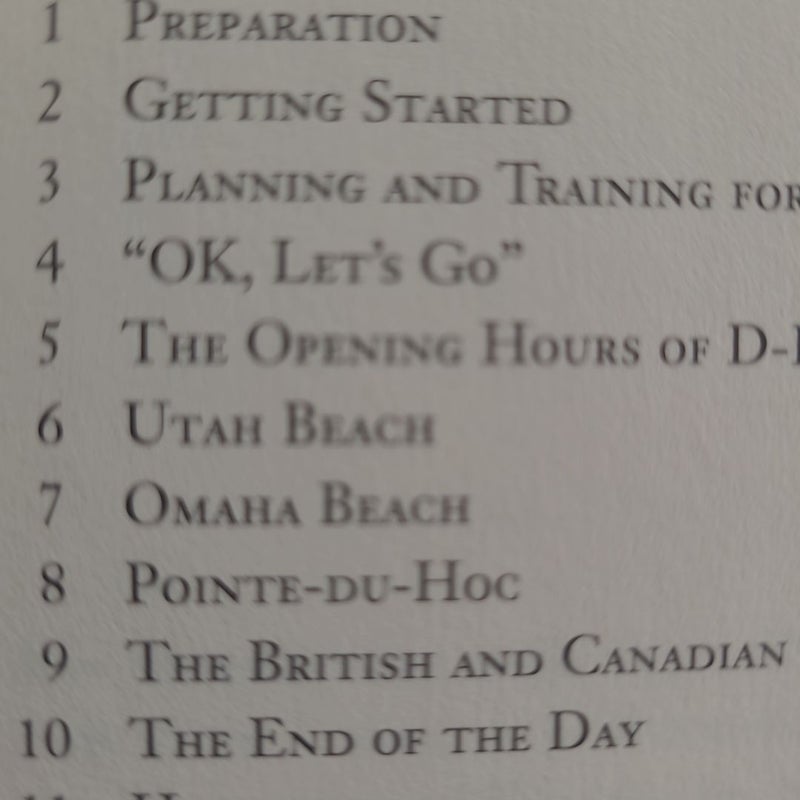 1 Preparation
2 Getting Started
3 Planning and Training for
4 “OK, Let’s Go”
5 The Opening Hours of
6 Utah Beach
7 Omaha Beach
8 Pointe-du-Hoc
9 The British and Canadian
10 The End of the Day